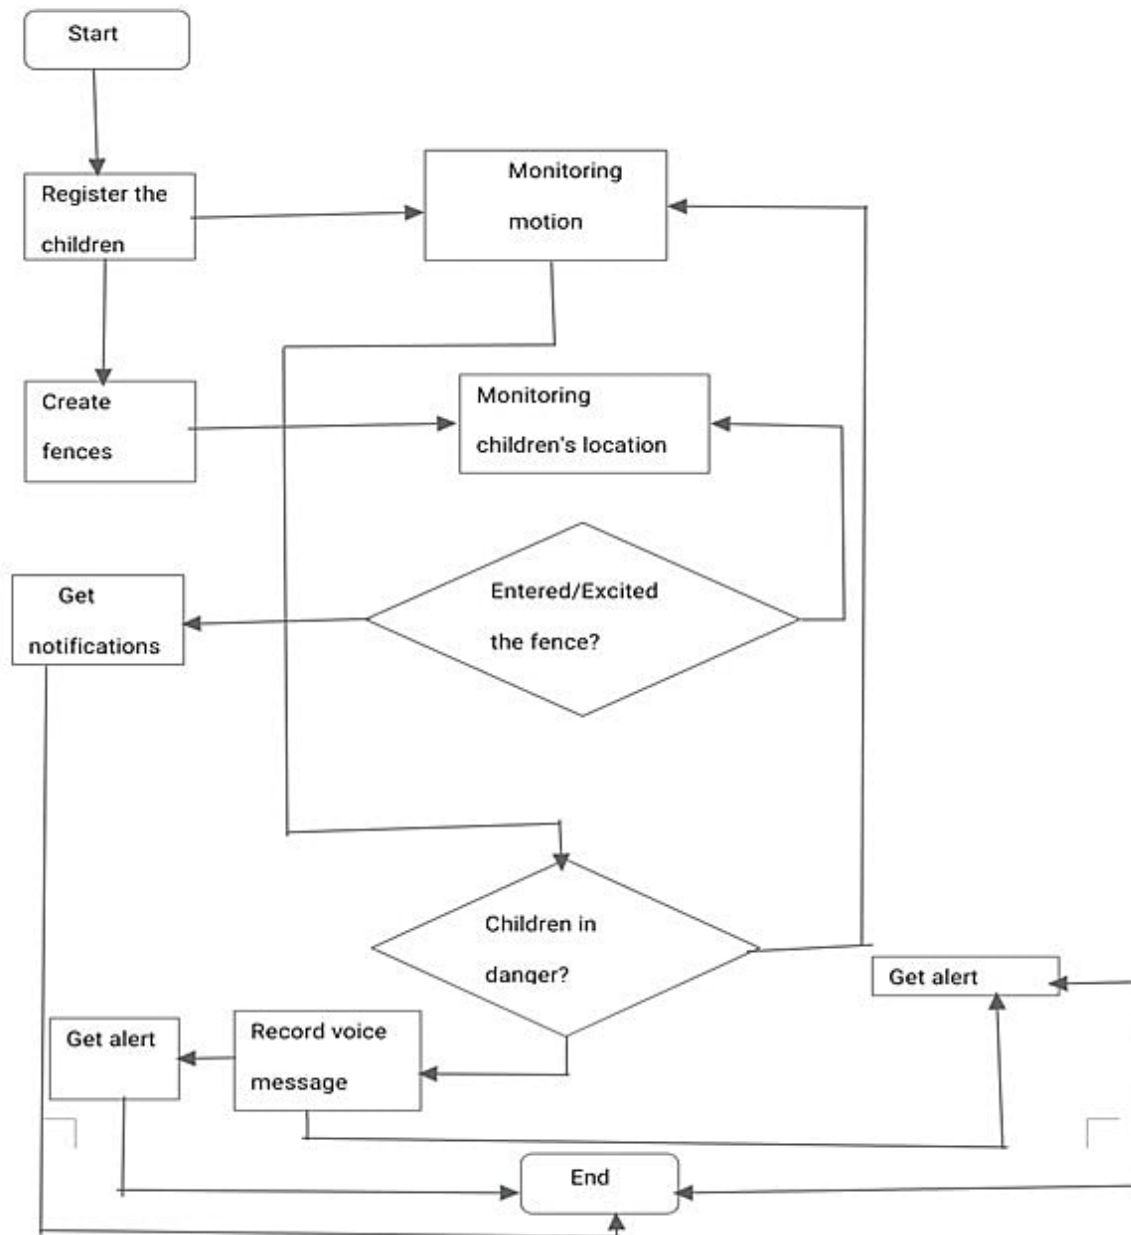 Start
Register the
children
Monitoring
motion
Create
fences
Monitoring
children's location
Get
notifications
Entered/Excited
the fence?
Children in
danger?
Get alert
Get alert
Record voice
message
End